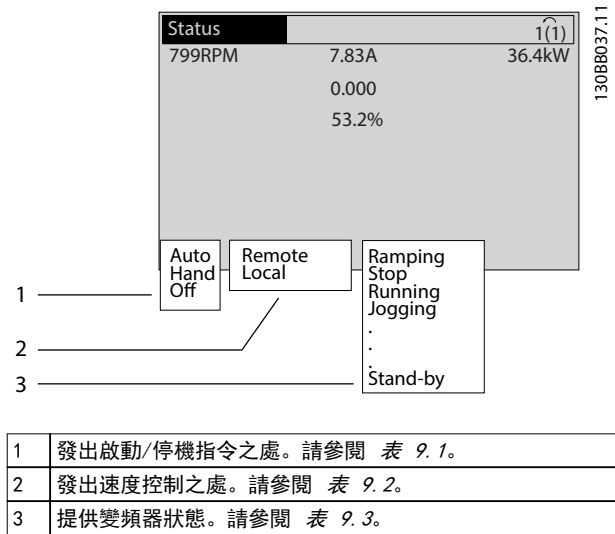 Status 1(1)
799RPM 7.83A 36.4kW
0.000
53.2%
130BB037.11
Auto
Hand
Off
Remote
Local
Ramping
Stop
Running
Jogging
.
.
.
Stand-by
1
2
3
1 發出啟動/停機指令之處。請參閱 表 9.1。
2 發出速度控制之處。請參閱 表 9.2。
3 提供變頻器狀態。請參閱 表 9.3。